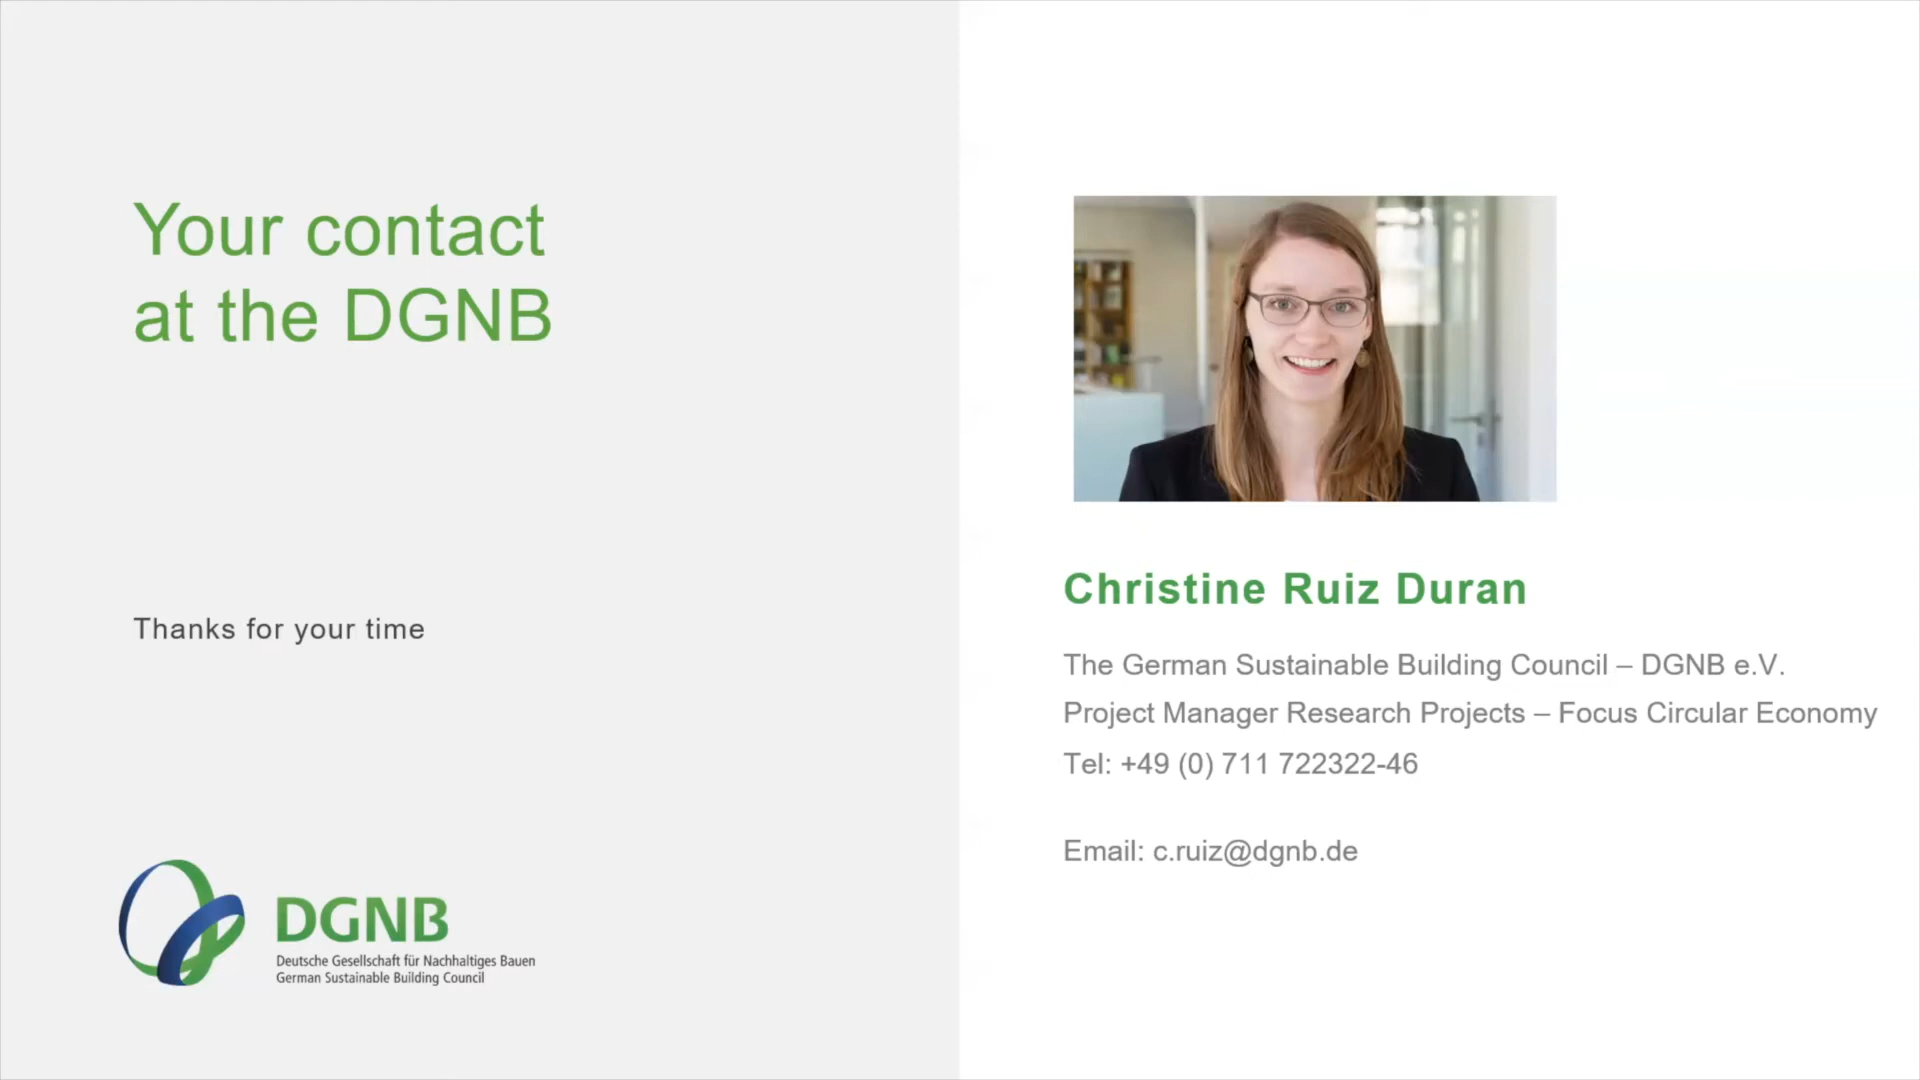 Your contact
at the DGNB
Thanks for your time
DGNB
Deutsche Gesellschaft für Nachhaltiges Bauen
German Sustainable Building Council
Christine Ruiz Duran
The German Sustainable Building Council – DGNB e.V.
Project Manager Research Projects – Focus Circular Economy
Tel: +49 (0) 711 722322-46
Email: c.ruiz@dgnb.de